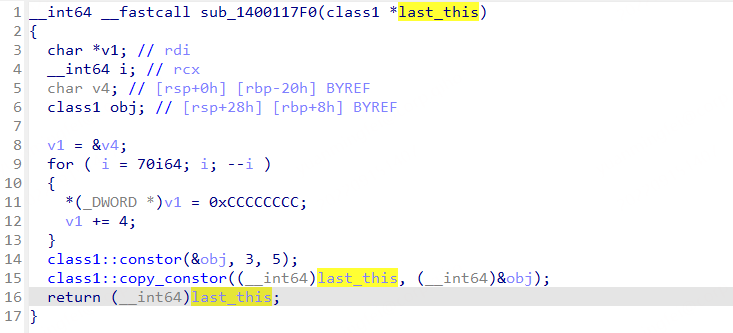 1 __int64 __fastcall sub_1400117F0(class1 *last_this)
2 {
3   char *v1; // rdi
4   __int64 i; // rcx
5   char v4; // [rsp+0h] [rbp-20h] BYREF
6   class1 obj; // [rsp+28h] [rbp+8h] BYREF
7
8   v1 = &v4;
9   for ( i = 70i64; i; --i )
10   {
11     *(_DWORD *)v1 = 0xCCCCCCCC;
12     v1 += 4;
13   }
14   class1::constor(&obj, 3, 5);
15   class1::copy_constor((__int64)last_this, (__int64)&obj);
16   return (__int64)last_this;
17 }